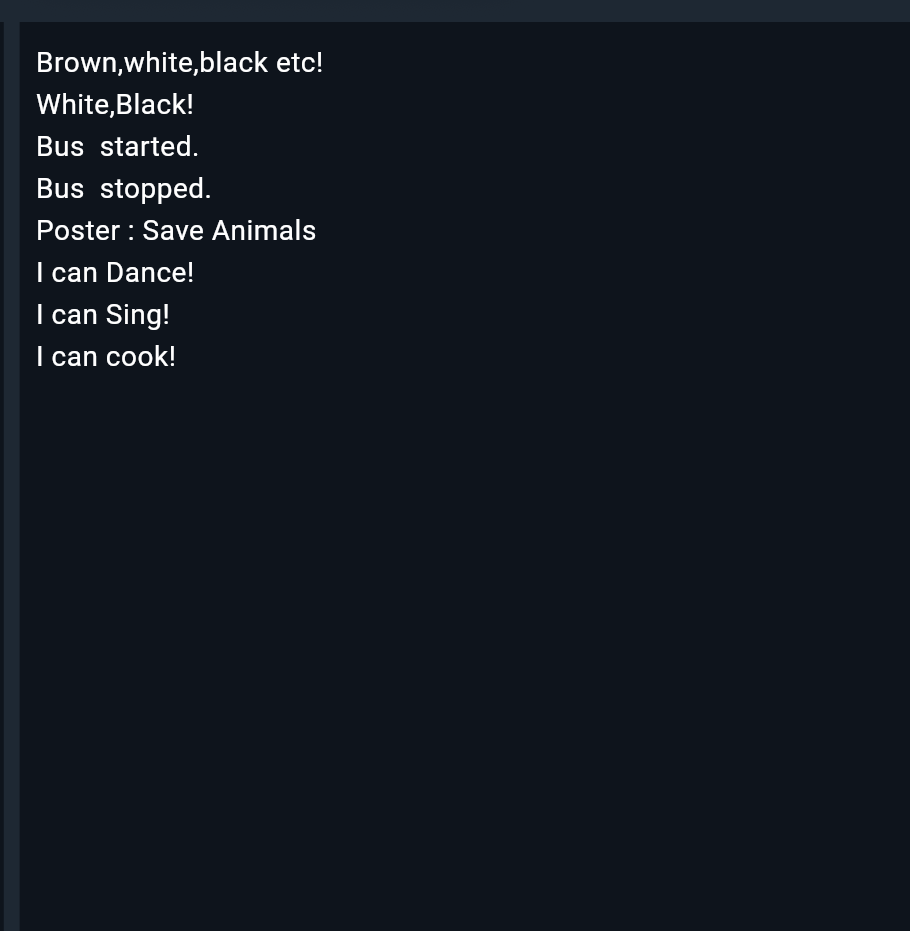 Brown,white,black etc!
White,Black!
Bus  started.
Bus  stopped.
Poster : Save Animals
I can Dance!
I can Sing!
I can cook!